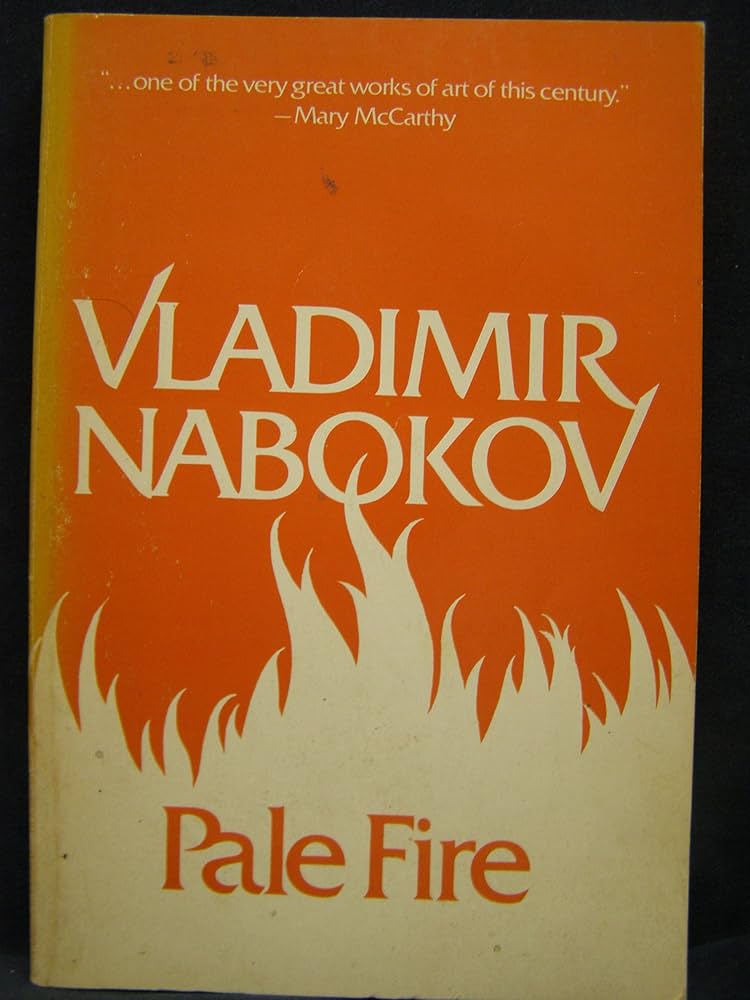 “...one of the very great works of art of this century.”
—Mary McCarthy
VLADIMIR
NABOKOV
Pale Fire